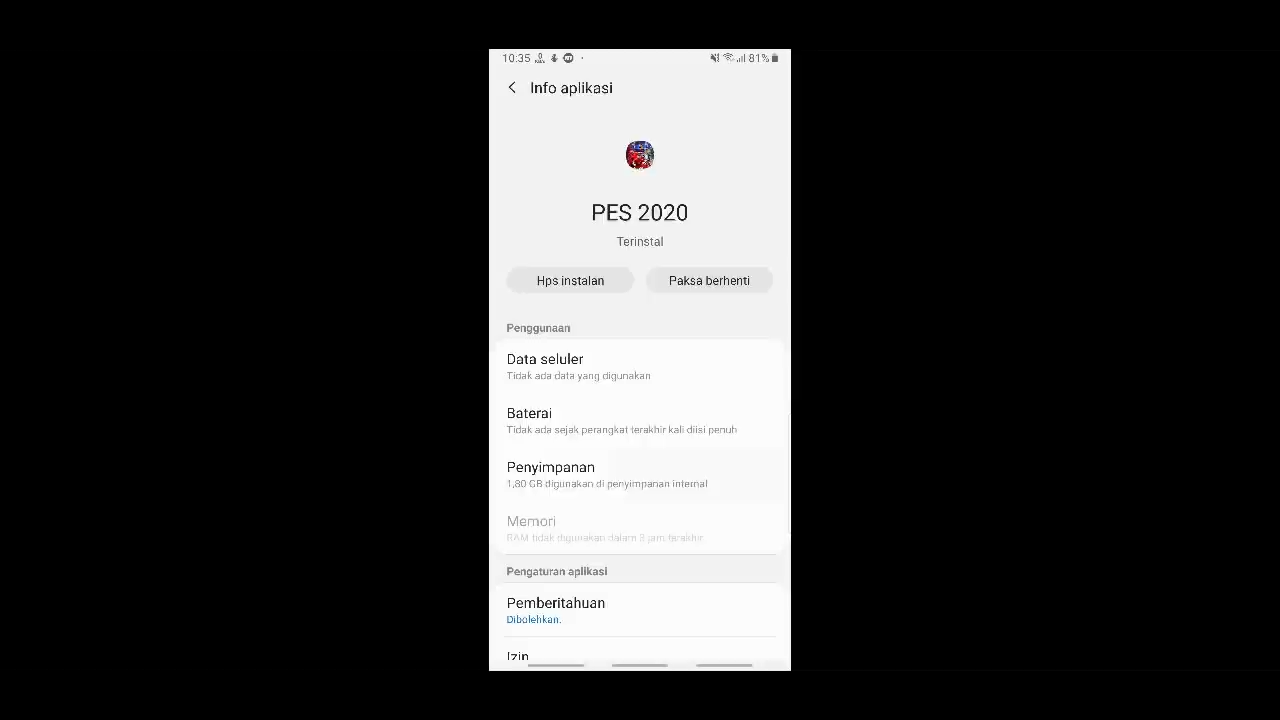 10:35 81%
Info aplikasi
PES 2020
Terinstal
Hps instalan Paksa berhenti
Penggunaan
Data seluler
Tidak ada data yang digunakan
Baterai
Tidak ada sejak perangkat terakhir kali diisi penuh
Penyimpanan
1,80 GB digunakan di penyimpanan internal
Memori
RAM tidak digunakan dalam 3 jam terakhir
Pengaturan aplikasi
Pemberitahuan
Dibolehkan.
Izin